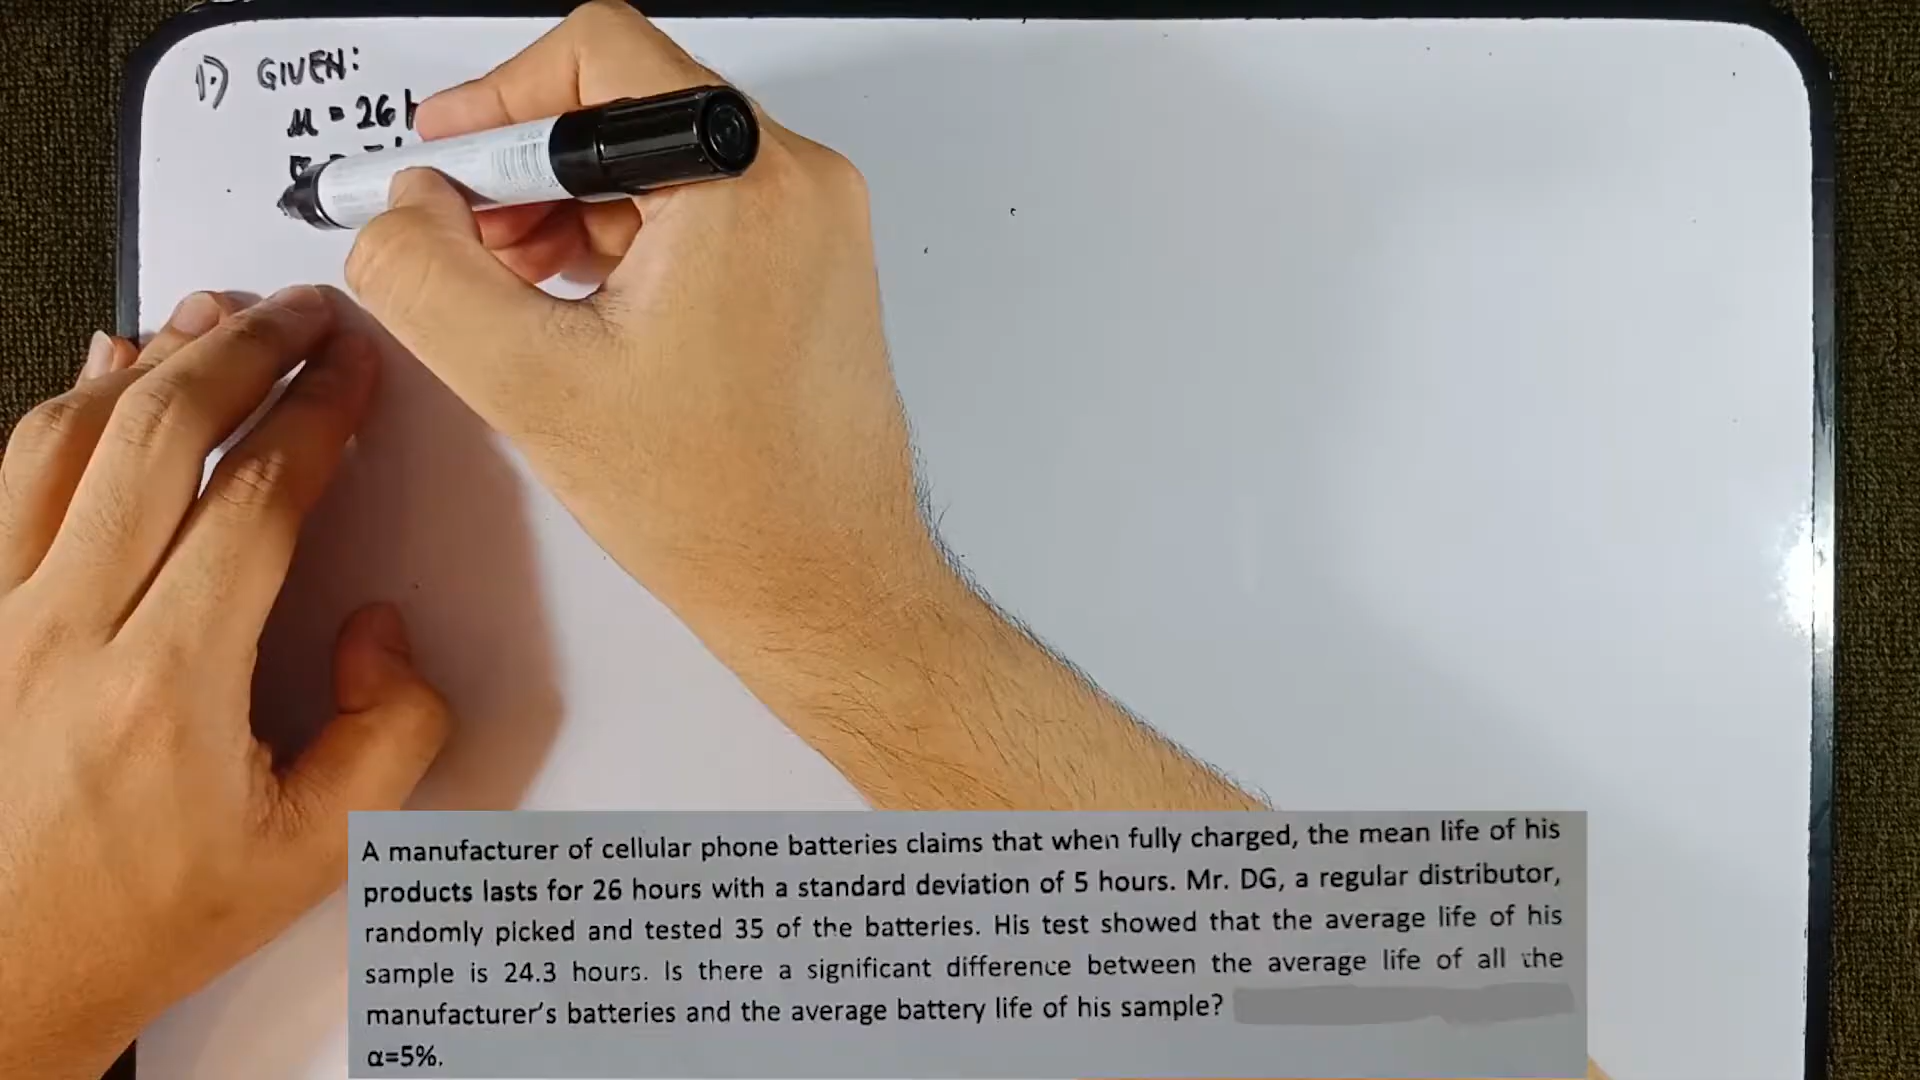 1.) GIVEN:
µ = 26 h
A manufacturer of cellular phone batteries claims that when fully charged, the mean life of his
products lasts for 26 hours with a standard deviation of 5 hours. Mr. DG, a regular distributor,
randomly picked and tested 35 of the batteries. His test showed that the average life of his
sample is 24.3 hours. Is there a significant difference between the average life of all the
manufacturer's batteries and the average battery life of his sample?
α=5%.